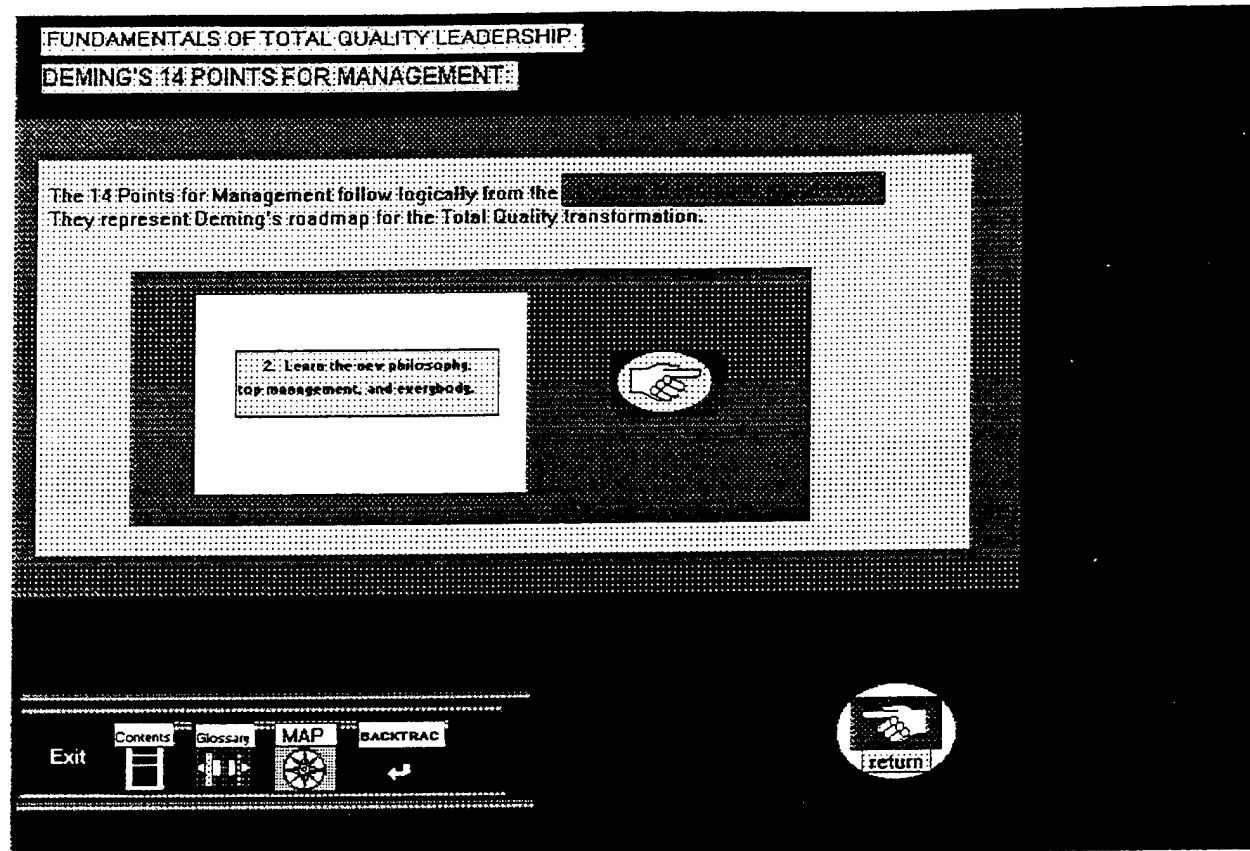 FUNDAMENTALS OF TOTAL QUALITY LEADERSHIP
DEMING'S 14 POINTS FOR MANAGEMENT
The 14 Points for Management follow logically from the
They represent Deming's roadmap for the Total Quality transformation.
2. Learn the new philosophy,
top management, and everybody.
Exit
Contents
Glossary
MAP
BACKTRAC
return